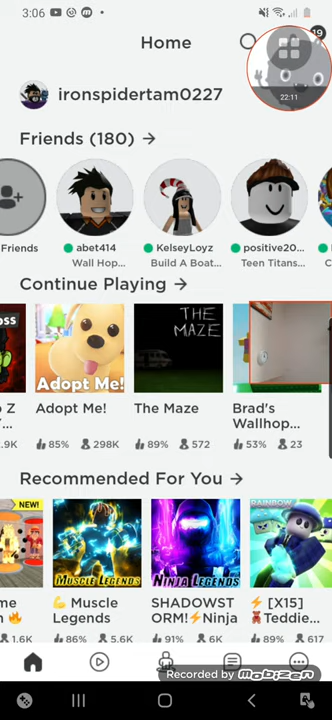 3:06
19
Home
22:11
ironspidertam0227
Friends (180) →
Friends
abet414
KelseyLoyz
positive20...
Wall Hop...
Build A Boat...
Teen Titans...
Continue Playing →
THE
MAZE
Adopt Me!
Adopt Me!
The Maze
Brad's
Wallhop...
.9K
85%
298K
89%
572
53%
23
Recommended For You →
NEW!
MUSCLE LEGENDS
NINJA LEGENDS
RAINBOW
💪 Muscle
Legends
SHADOWST
ORM!⚡Ninja
⚡ [X15]
🧸Teddie...
1.6K
86%
5.6K
91%
6K
89%
617
Recorded by Mobizen